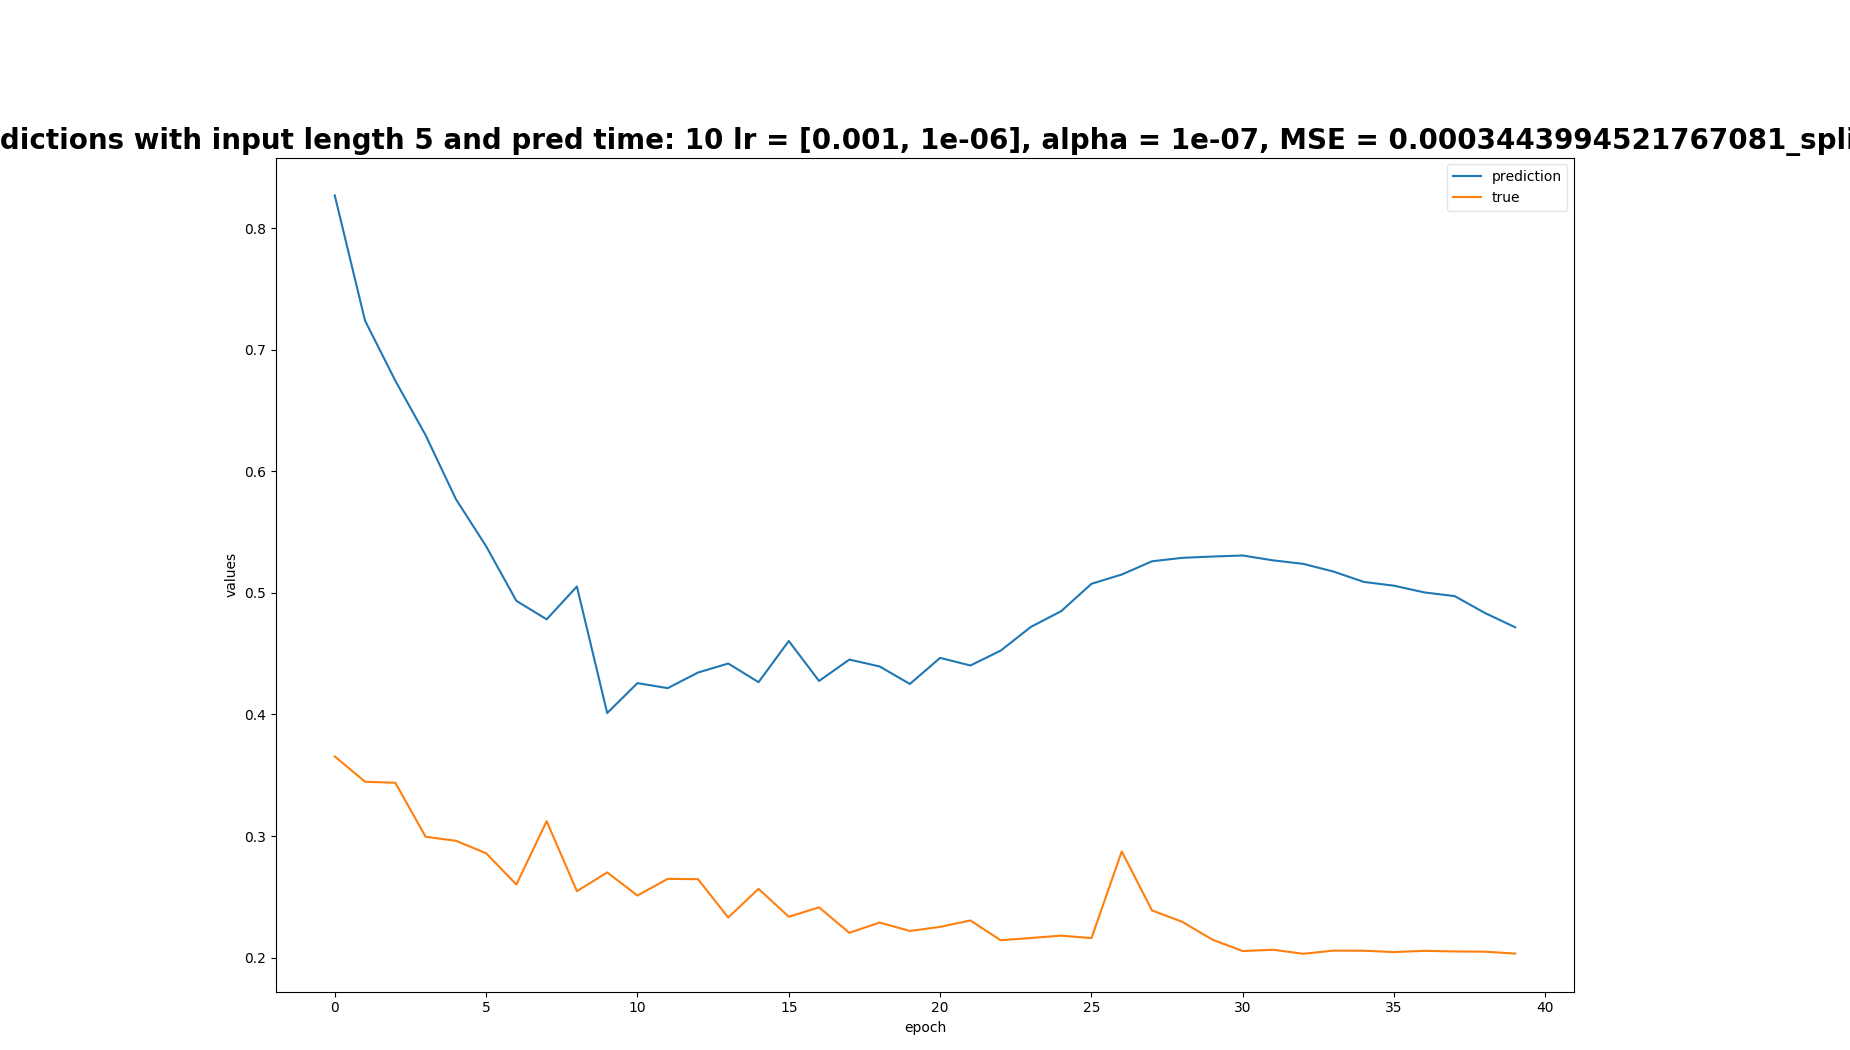 dictions with input length 5 and pred time: 10 lr = [0.001, 1e-06], alpha = 1e-07, MSE = 0.0003443994521767081_spli
prediction
true
values
0.8
0.7
0.6
0.5
0.4
0.3
0.2
0 5 10 15 20 25 30 35 40
epoch